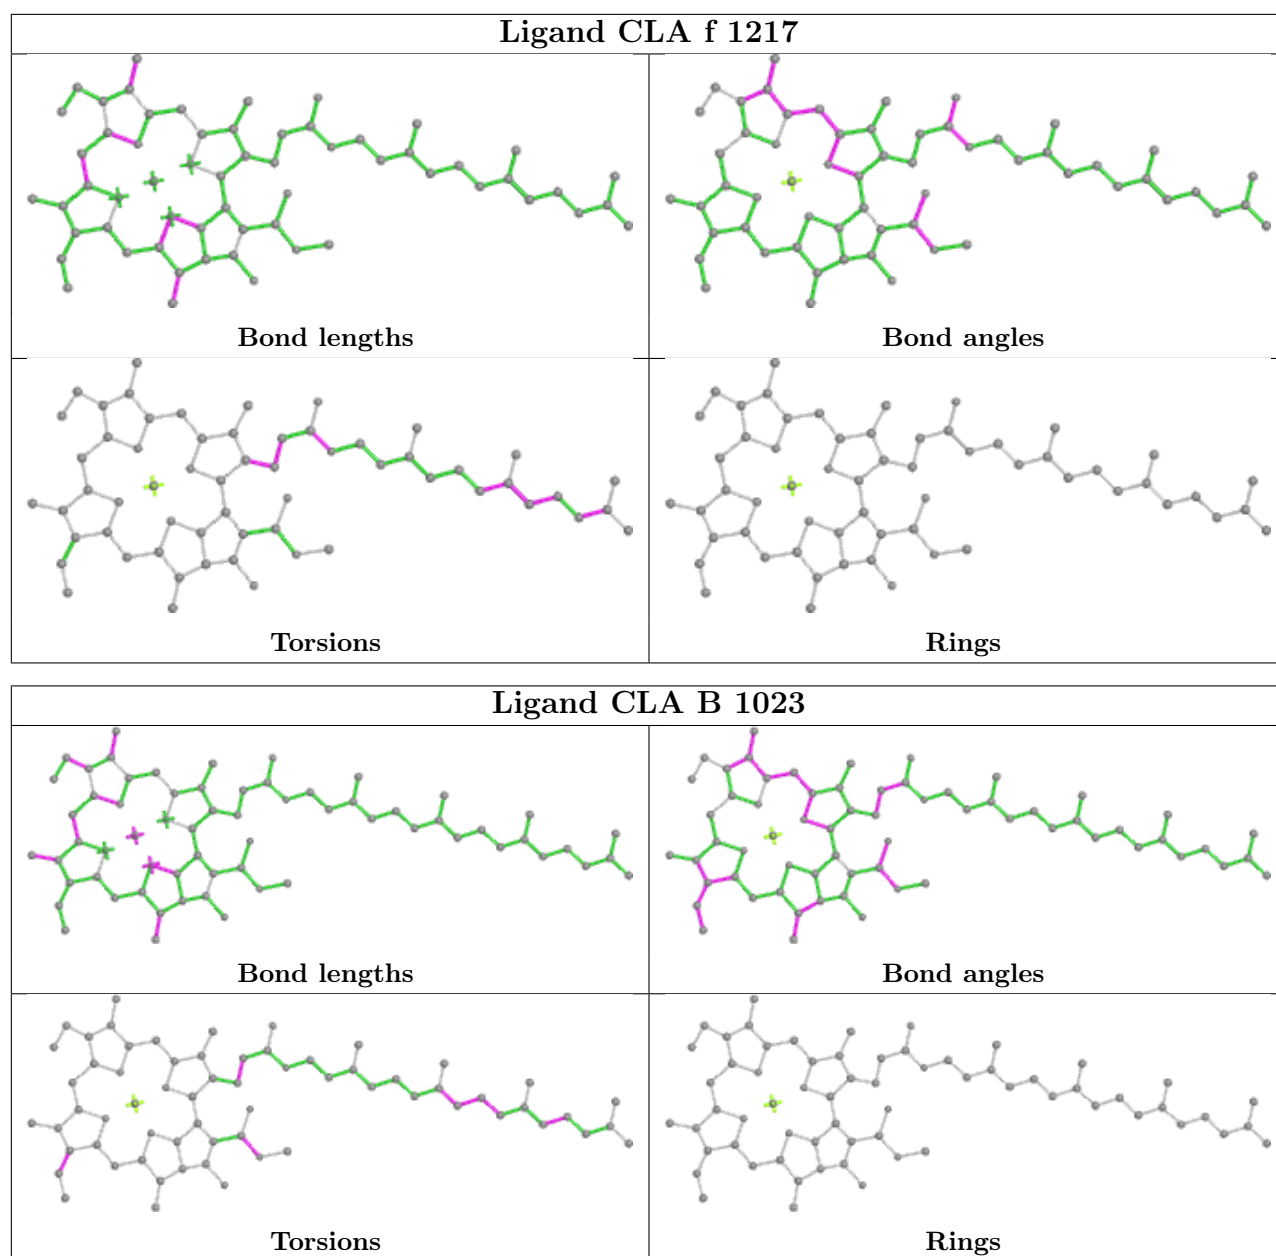 Ligand CLA f 1217
Bond lengths
Bond angles
Torsions
Rings
Ligand CLA B 1023
Bond lengths
Bond angles
Torsions
Rings